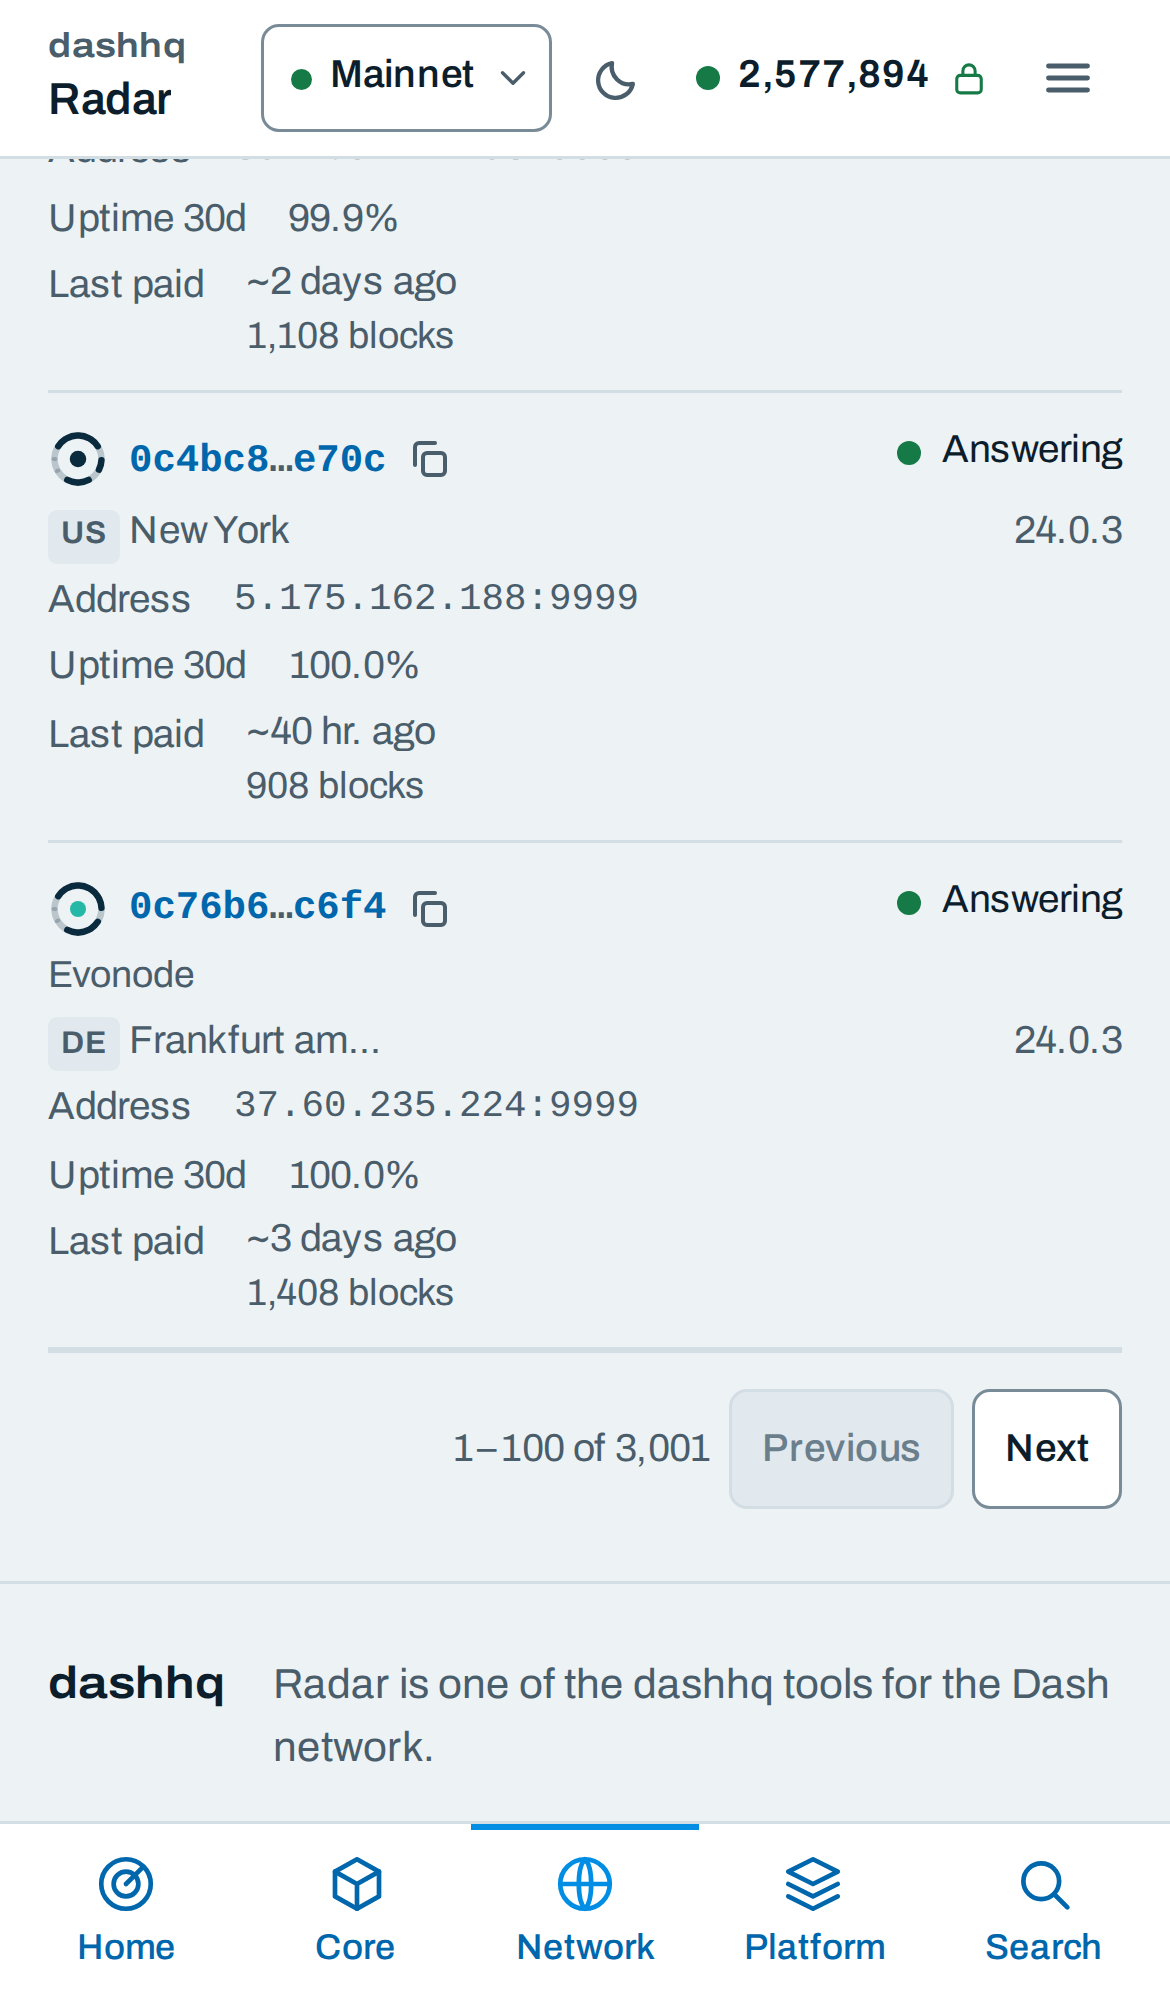 dashhq
Radar
Mainnet
2,577,894
Uptime 30d 99.9%
Last paid ~2 days ago
1,108 blocks
0c4bc8…e70c Answering
US New York 24.0.3
Address 5.175.162.188:9999
Uptime 30d 100.0%
Last paid ~40 hr. ago
908 blocks
0c76b6…c6f4 Answering
Evonode
DE Frankfurt am... 24.0.3
Address 37.60.235.224:9999
Uptime 30d 100.0%
Last paid ~3 days ago
1,408 blocks
1–100 of 3,001 Previous Next
dashhq Radar is one of the dashhq tools for the Dash
network.
Home Core Network Platform Search